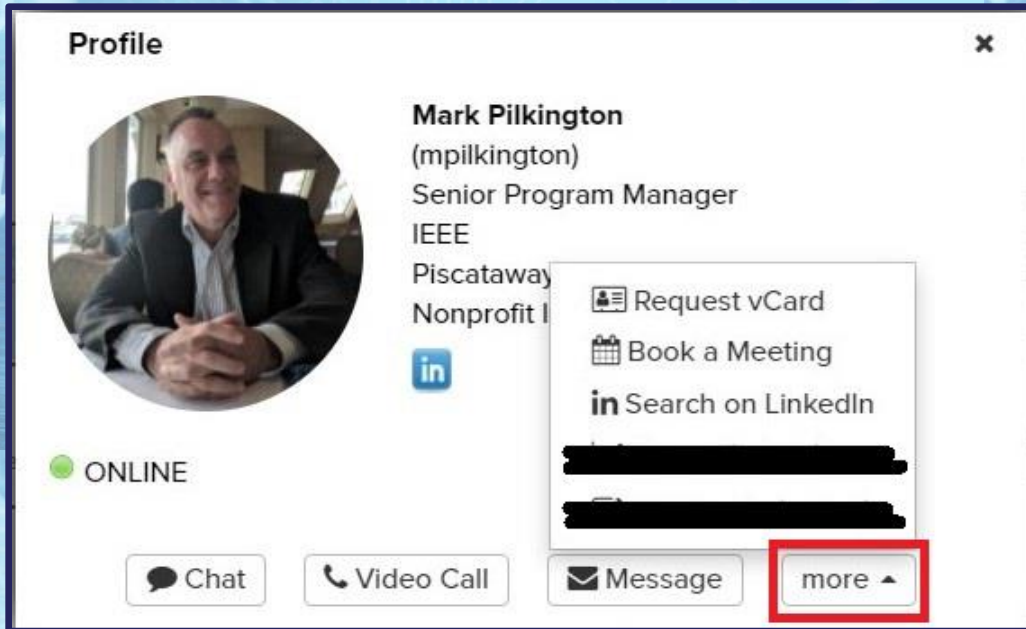 Profile
Mark Pilkington
(mpilkington)
Senior Program Manager
IEEE
Piscataway
Nonprofit
in
Request vCard
Book a Meeting
in Search on LinkedIn
ONLINE
Chat
Video Call
Message
more